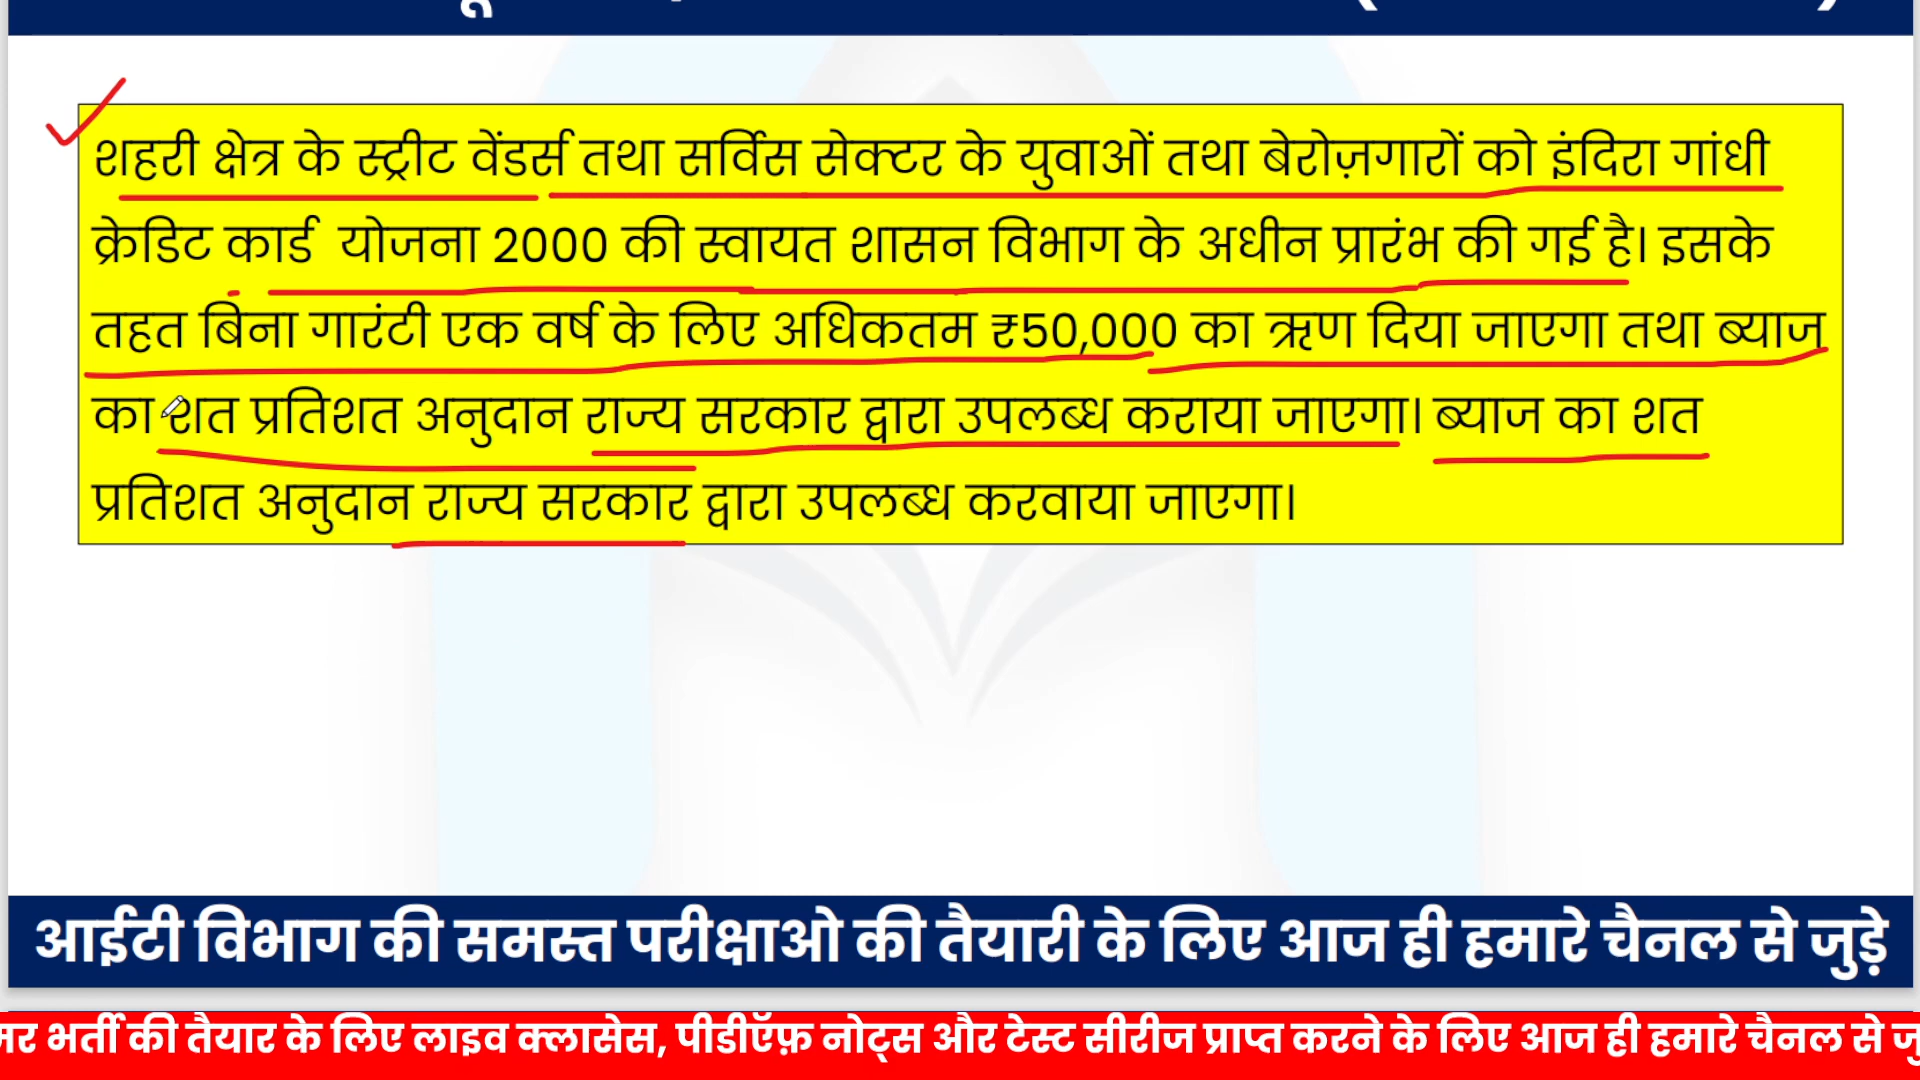 शहरी क्षेत्र के स्ट्रीट वेंडर्स तथा सर्विस सेक्टर के युवाओं तथा बेरोज़गारों को इंदिरा गांधी
क्रेडिट कार्ड योजना 2000 की स्वायत शासन विभाग के अधीन प्रारंभ की गई है। इसके
तहत बिना गारंटी एक वर्ष के लिए अधिकतम ₹50,000 का ऋण दिया जाएगा तथा ब्याज
का शत प्रतिशत अनुदान राज्य सरकार द्वारा उपलब्ध कराया जाएगा। ब्याज का शत
प्रतिशत अनुदान राज्य सरकार द्वारा उपलब्ध करवाया जाएगा।
आईटी विभाग की समस्त परीक्षाओ की तैयारी के लिए आज ही हमारे चैनल से जुड़े
भर्ती की तैयार के लिए लाइव क्लासेस, पीडीऍफ़ नोट्स और टेस्ट सीरीज प्राप्त करने के लिए आज ही हमारे चैनल से